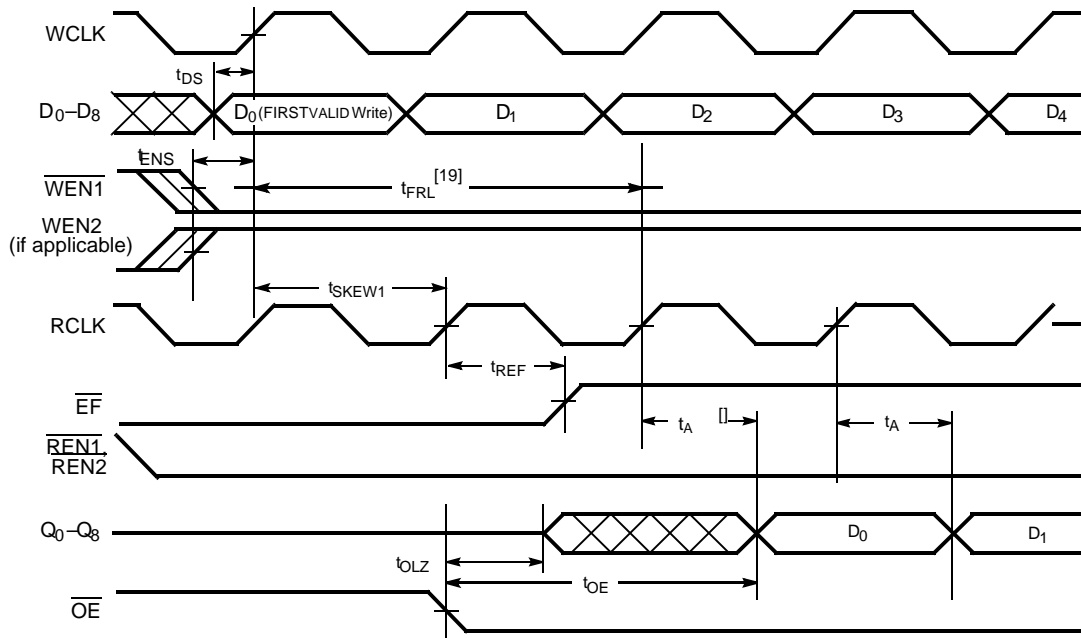 WCLK
tDS
D0–D8
D0 (FIRSTVALID Write)
D1
D2
D3
D4
tENS
WEN1
tFRL [19]
WEN2
(if applicable)
tSKEW1
RCLK
tREF
EF
tA []
tA
REN1,
REN2
Q0–Q8
D0
D1
tOLZ
tOE
OE